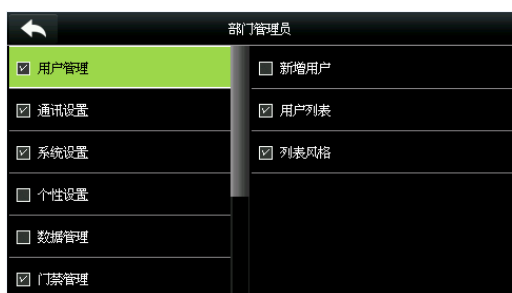 部门管理员
用户管理
通讯设置
系统设置
个性设置
数据管理
门禁管理
新增用户
用户列表
列表风格